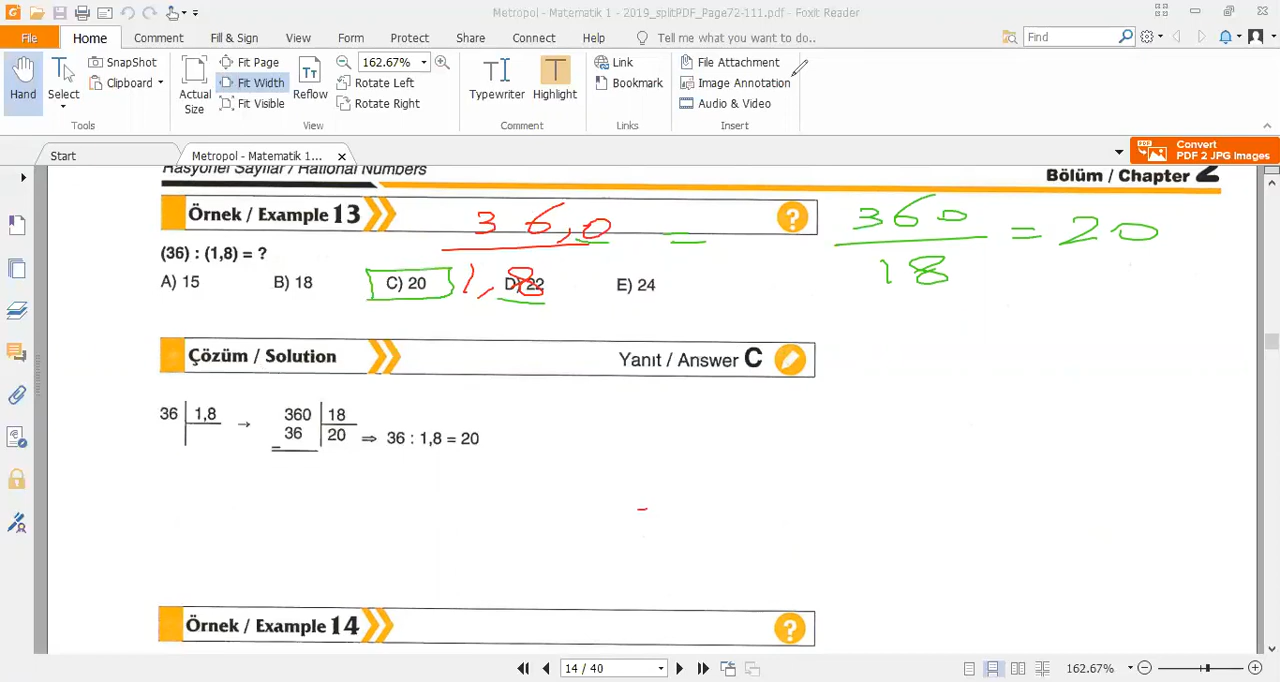 Metropol - Matematik 1 - 2019_splitPDF_Page72-111.pdf - Foxit Reader
File Home Comment Fill & Sign View Form Protect Share Connect Help Tell me what you want to do.. Find
Hand Select SnapShot Clipboard
Actual Size Fit Page Fit Width Fit Visible Reflow 162.67% Rotate Left Rotate Right
Typewriter Highlight Link Bookmark File Attachment Image Annotation Audio & Video
Tools View Comment Links Insert
Start Metropol - Matematik 1... Convert PDF 2 JPG Images
Rasyonel Sayılar / Rational Numbers Bölüm / Chapter 2
Örnek / Example 13 ?
36,0 / 1,8 = 360 / 18 = 20
(36) : (1,8) = ?
A) 15 B) 18 C) 20 D) 22 E) 24
Çözüm / Solution Yanıt / Answer C
36 1,8 → 360 18
36 20 ⇒ 36 : 1,8 = 20
Örnek / Example 14 ?
14 / 40 162.67%